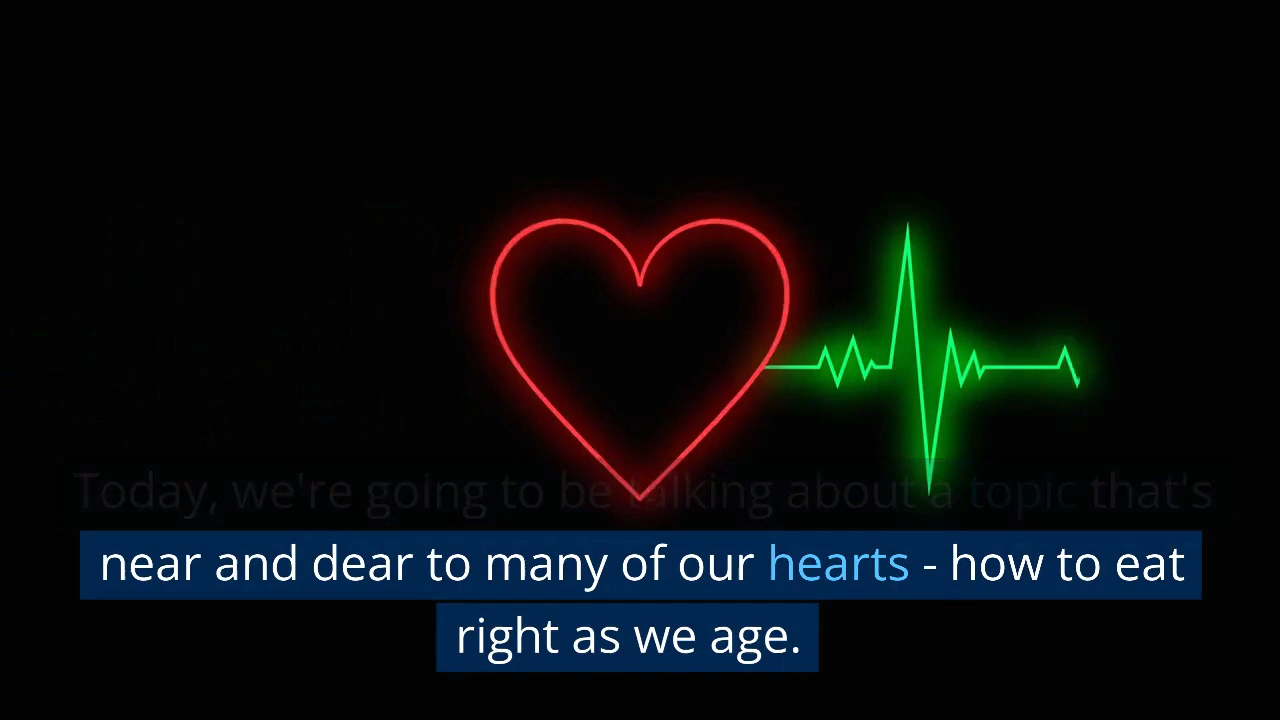 Today, we're going to be talking about a topic that's
near and dear to many of our hearts - how to eat
right as we age.